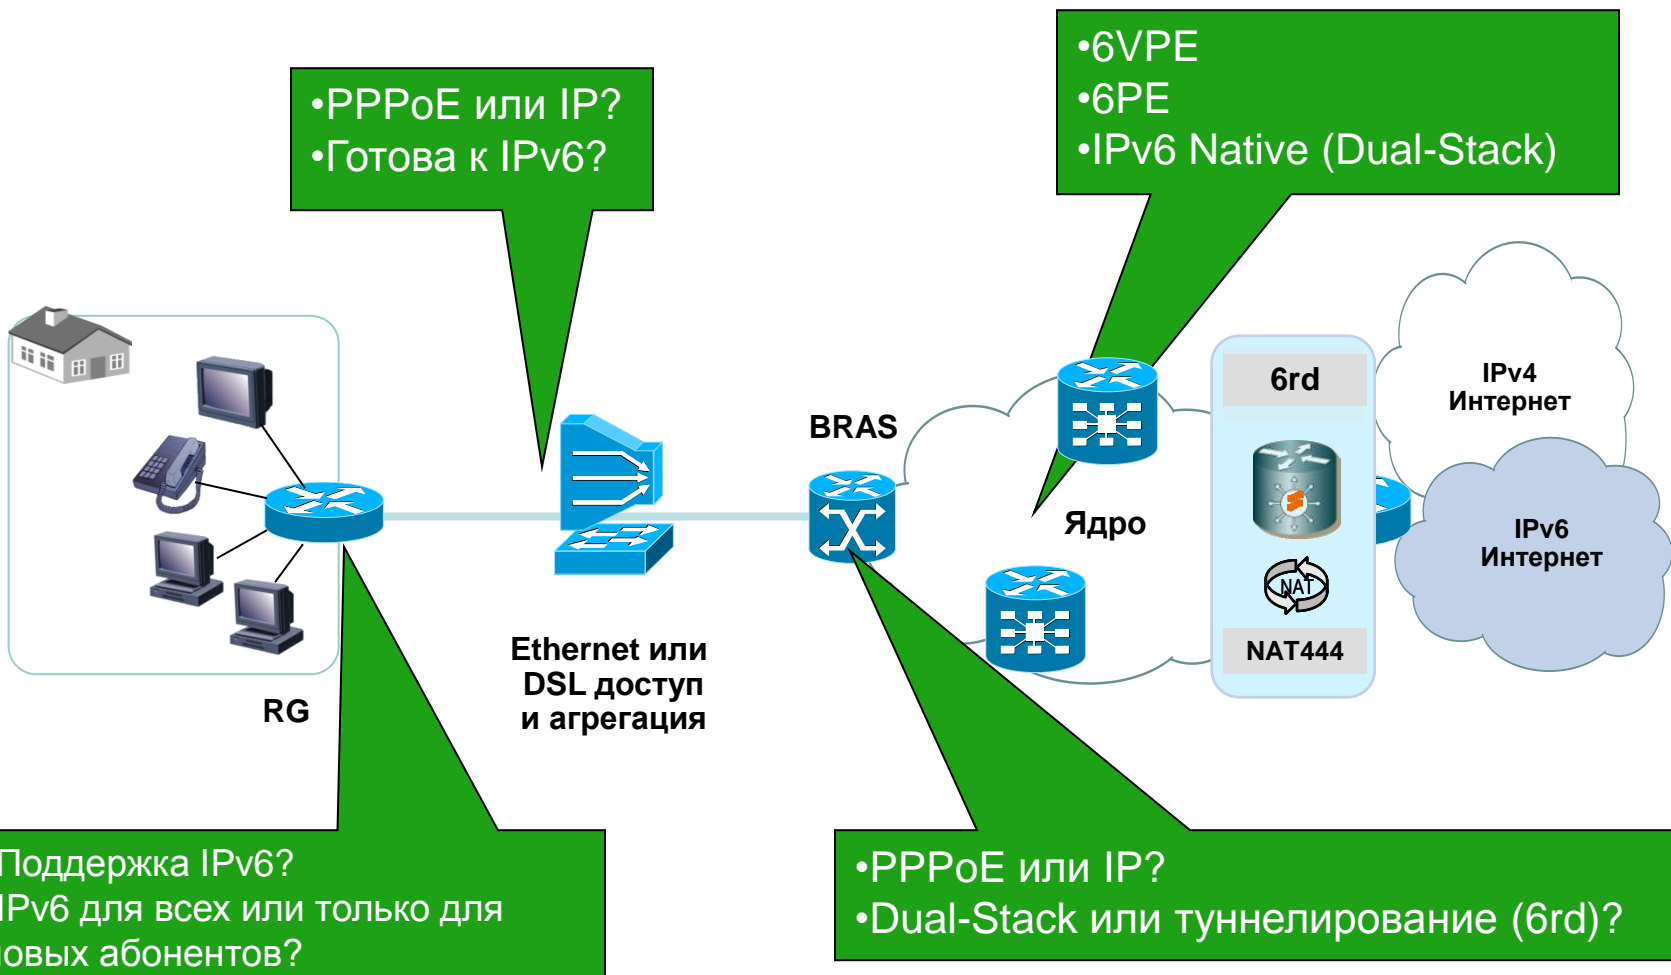 •6VPE
•6PE
•IPv6 Native (Dual-Stack)
•PPPoE или IP?
•Готова к IPv6?
6rd
IPv4
Интернет
BRAS
Ядро
IPv6
Интернет
NAT
NAT444
Ethernet или
DSL доступ
и агрегация
RG
Поддержка IPv6?
IPv6 для всех или только для
новых абонентов?
•PPPoE или IP?
•Dual-Stack или туннелирование (6rd)?